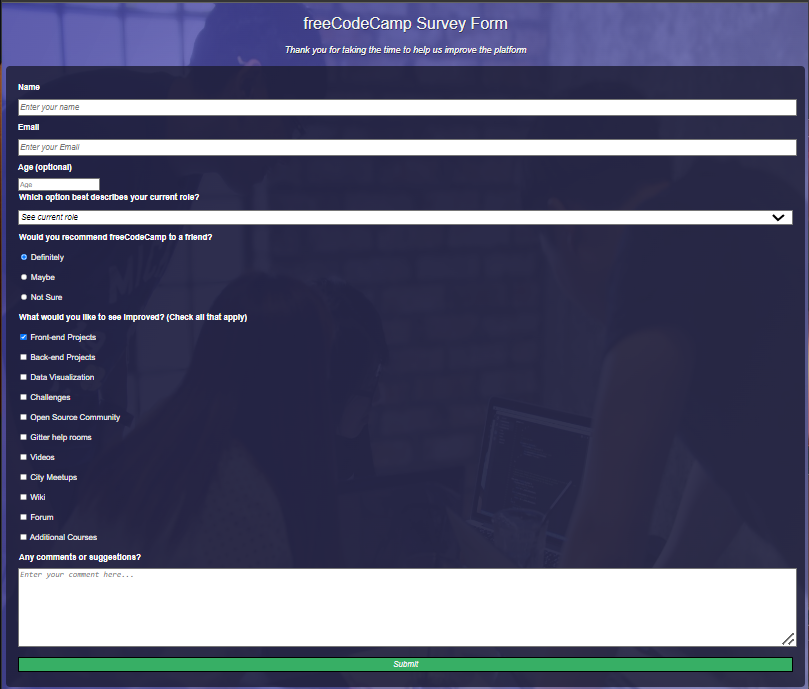 freeCodeCamp Survey Form
Thank you for taking the time to help us improve the platform
Name
Enter your name
Email
Enter your Email
Age (optional)
Age
Which option best describes your current role?
See current role
Would you recommend freeCodeCamp to a friend?
Definitely
Maybe
Not Sure
What would you like to see improved? (Check all that apply)
Front-end Projects
Back-end Projects
Data Visualization
Challenges
Open Source Community
Gitter help rooms
Videos
City Meetups
Wiki
Forum
Additional Courses
Any comments or suggestions?
Enter your comment here...
Submit